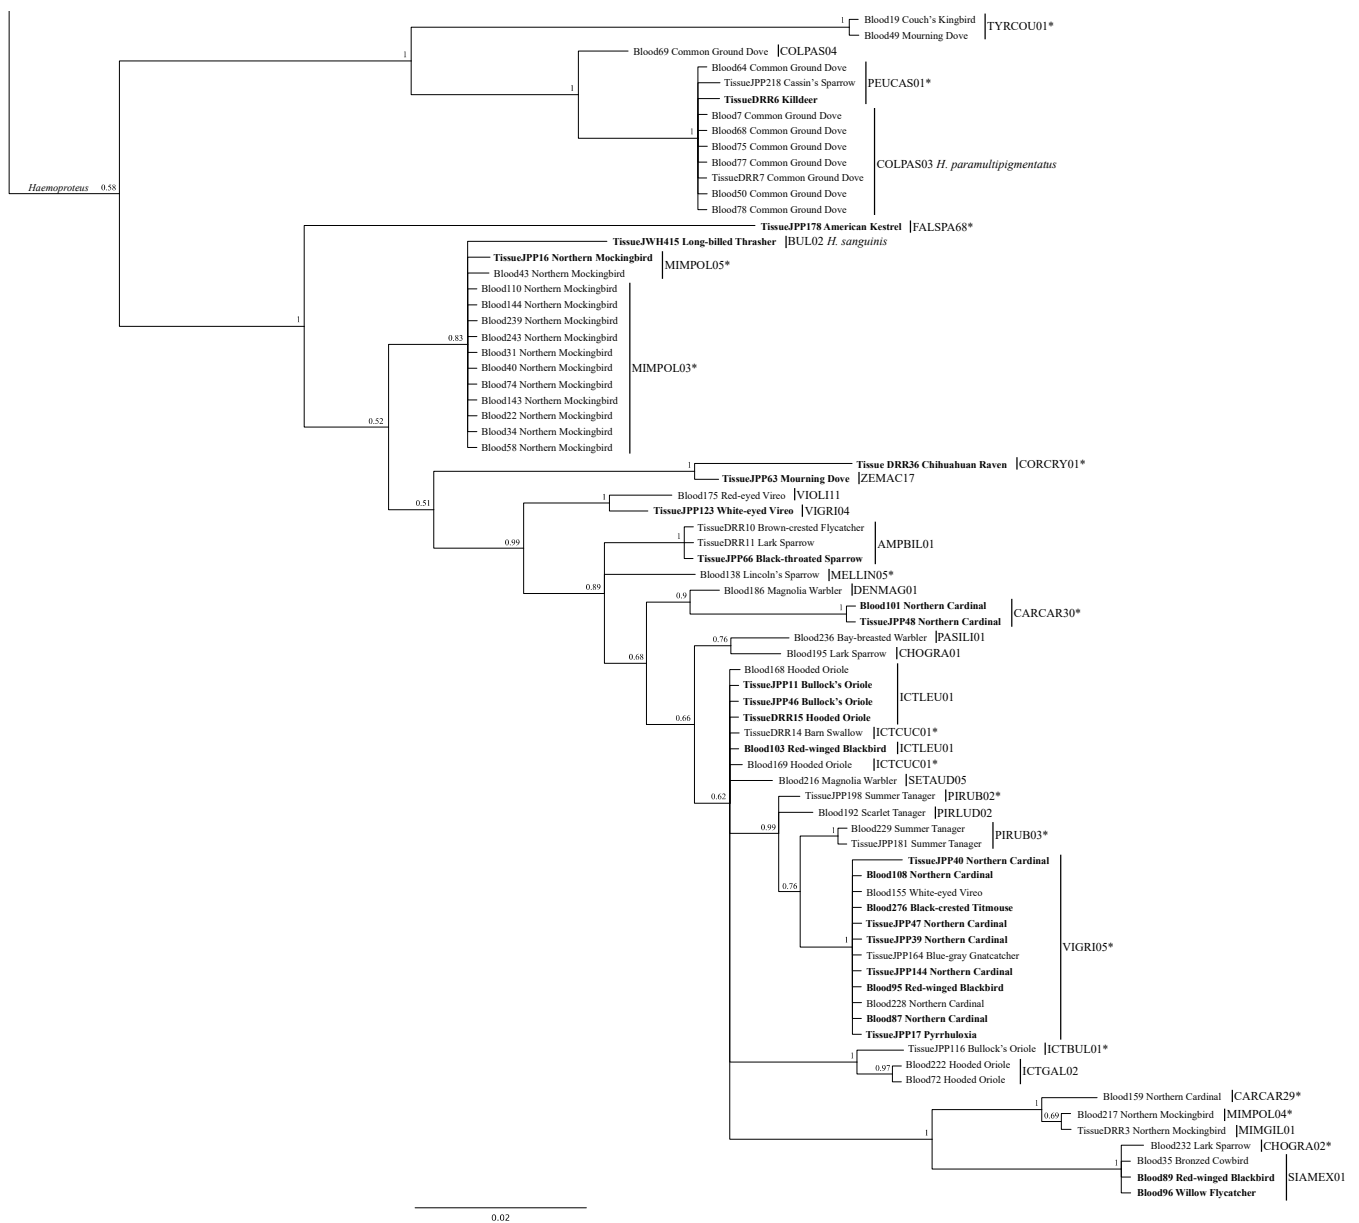 1
Blood19 Couch's Kingbird
TYRCOU01*
Blood49 Mourning Dove
1
Blood69 Common Ground Dove
COLPAS04
1
Blood64 Common Ground Dove
TissueJPP218 Cassin's Sparrow
PEUCAS01*
TissueDRR6 Killdeer
Blood7 Common Ground Dove
1
Blood68 Common Ground Dove
Blood75 Common Ground Dove
Blood77 Common Ground Dove
COLPAS03 H. paramultipigmentatus
TissueDRR7 Common Ground Dove
Blood50 Common Ground Dove
Blood78 Common Ground Dove
Haemoproteus 0.58
TissueJPP178 American Kestrel
FALSPA68*
1
TissueJWH415 Long-billed Thrasher
BUL02 H. sanguinis
TissueJPP16 Northern Mockingbird
MIMPOL05*
Blood43 Northern Mockingbird
Blood110 Northern Mockingbird
Blood144 Northern Mockingbird
Blood239 Northern Mockingbird
0.83
Blood243 Northern Mockingbird
Blood31 Northern Mockingbird
Blood40 Northern Mockingbird
MIMPOL03*
Blood74 Northern Mockingbird
Blood143 Northern Mockingbird
Blood22 Northern Mockingbird
Blood34 Northern Mockingbird
Blood58 Northern Mockingbird
0.52
1
Tissue DRR36 Chihuahuan Raven
CORCRY01*
TissueJPP63 Mourning Dove
ZEMAC17
0.51
1
Blood175 Red-eyed Vireo
VIOLI11
TissueJPP123 White-eyed Vireo
VIGRI04
0.99
TissueDRR10 Brown-crested Flycatcher
1
TissueDRR11 Lark Sparrow
AMPBIL01
TissueJPP66 Black-throated Sparrow
0.89
Blood138 Lincoln's Sparrow
MELLIN05*
0.9
Blood186 Magnolia Warbler
DENMAG01
1
Blood101 Northern Cardinal
CARCAR30*
TissueJPP48 Northern Cardinal
0.68
0.76
Blood236 Bay-breasted Warbler
PASILI01
Blood195 Lark Sparrow
CHOGRA01
0.66
Blood168 Hooded Oriole
TissueJPP11 Bullock's Oriole
ICTLEU01
TissueJPP46 Bullock's Oriole
TissueDRR15 Hooded Oriole
TissueDRR14 Barn Swallow
ICTCUC01*
Blood103 Red-winged Blackbird
ICTLEU01
Blood169 Hooded Oriole
ICTCUC01*
Blood216 Magnolia Warbler
SETAUD05
0.62
TissueJPP198 Summer Tanager
PIRUB02*
Blood192 Scarlet Tanager
PIRLUD02
0.99
1
Blood229 Summer Tanager
PIRUB03*
TissueJPP181 Summer Tanager
0.76
TissueJPP40 Northern Cardinal
Blood108 Northern Cardinal
Blood155 White-eyed Vireo
Blood276 Black-crested Titmouse
TissueJPP47 Northern Cardinal
1
TissueJPP39 Northern Cardinal
VIGRI05*
TissueJPP164 Blue-gray Gnatcatcher
TissueJPP144 Northern Cardinal
Blood95 Red-winged Blackbird
Blood228 Northern Cardinal
Blood87 Northern Cardinal
TissueJPP17 Pyrrhuloxia
1
TissueJPP116 Bullock's Oriole
ICTBUL01*
0.97
Blood222 Hooded Oriole
ICTGAL02
Blood72 Hooded Oriole
1
1
Blood159 Northern Cardinal
CARCAR29*
0.69
Blood217 Northern Mockingbird
MIMPOL04*
TissueDRR3 Northern Mockingbird
MIMGIL01
Blood232 Lark Sparrow
CHOGRA02*
1
Blood35 Bronzed Cowbird
Blood89 Red-winged Blackbird
SIAMEX01
Blood96 Willow Flycatcher
0.02